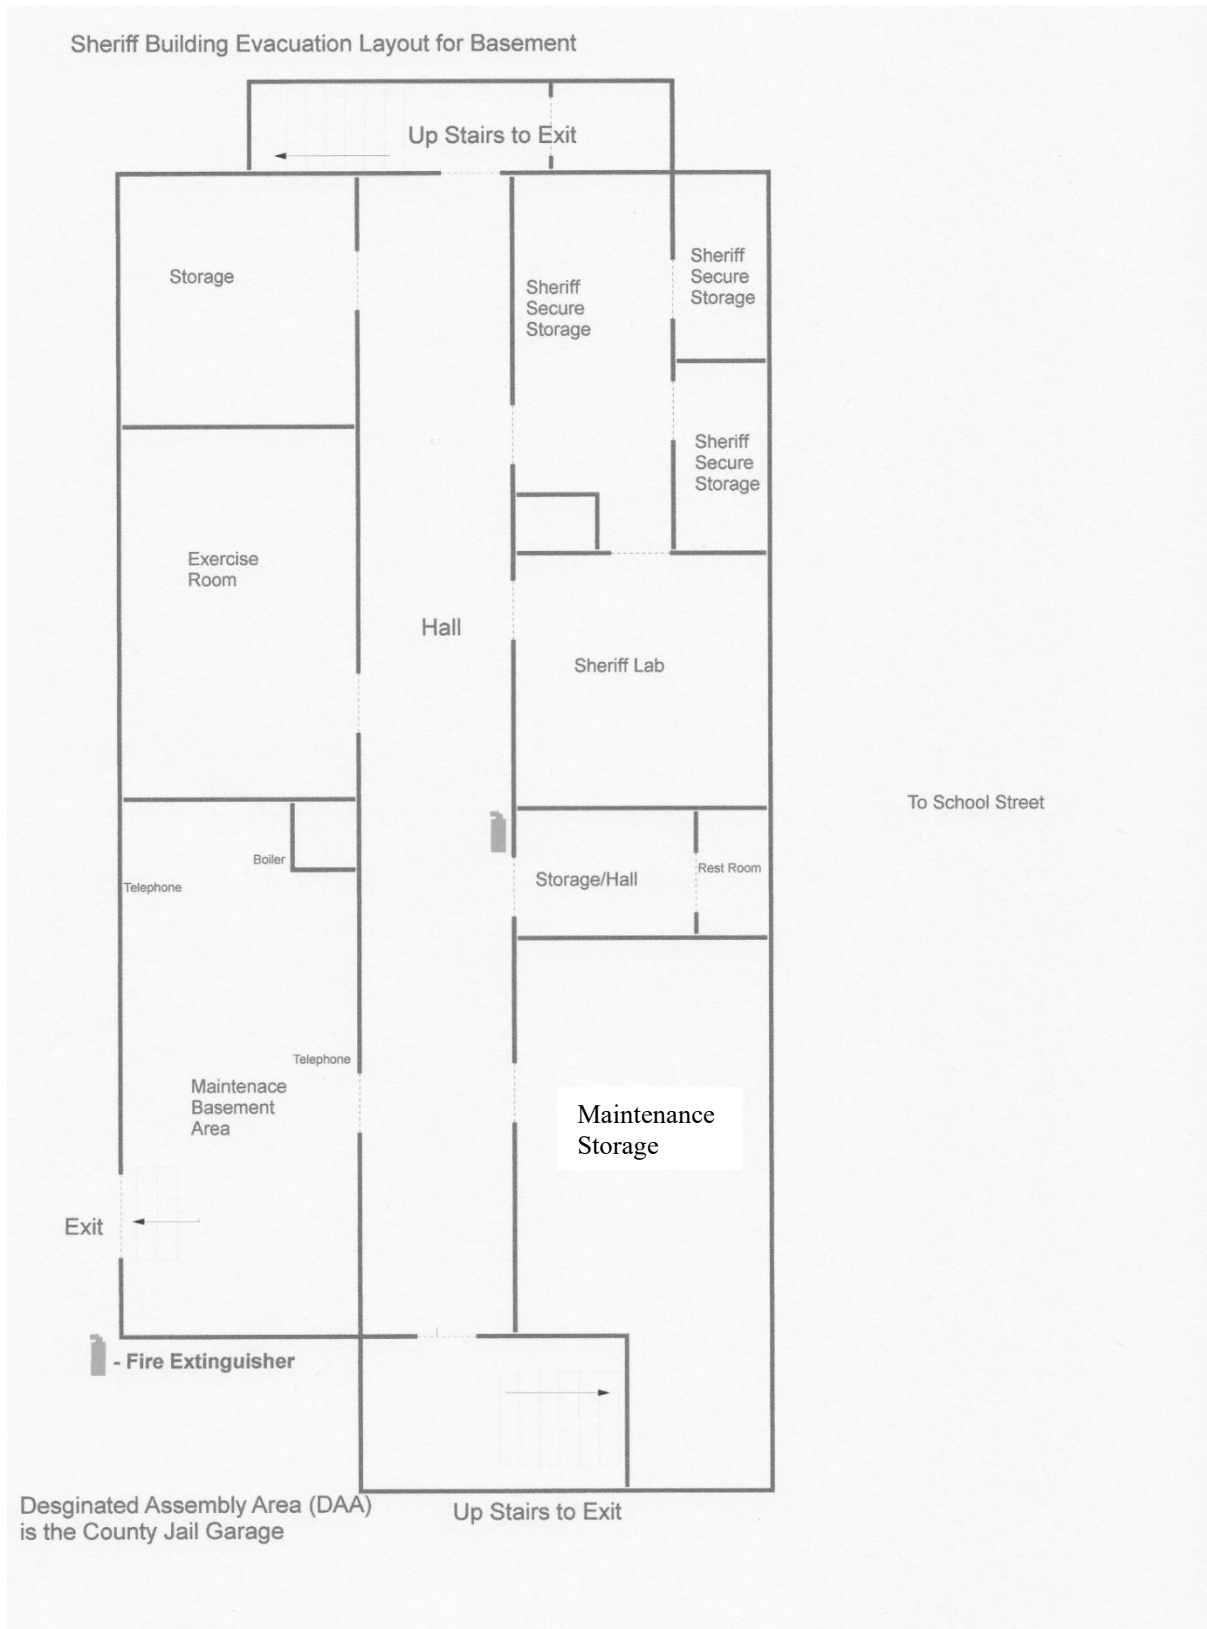 Sheriff Building Evacuation Layout for Basement
Up Stairs to Exit
Storage
Sheriff
Secure
Storage
Sheriff
Secure
Storage
Sheriff
Secure
Storage
Exercise
Room
Hall
Sheriff Lab
To School Street
Boiler
Telephone
Storage/Hall
Rest Room
Telephone
Maintenace
Basement
Area
Maintenance
Storage
Exit
- Fire Extinguisher
Desginated Assembly Area (DAA)
is the County Jail Garage
Up Stairs to Exit